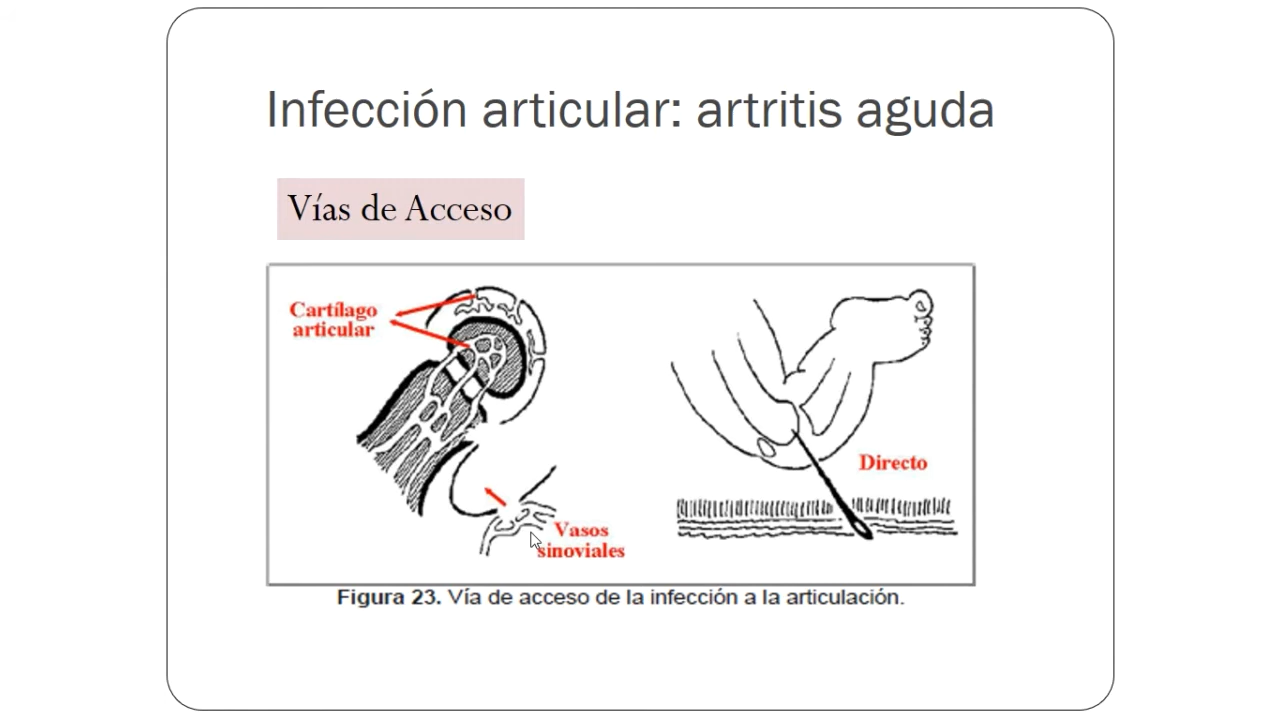 Infección articular: artritis aguda
Vías de Acceso
Cartílago
articular
Directo
Vasos
sinoviales
Figura 23. Vía de acceso de la infección a la articulación.